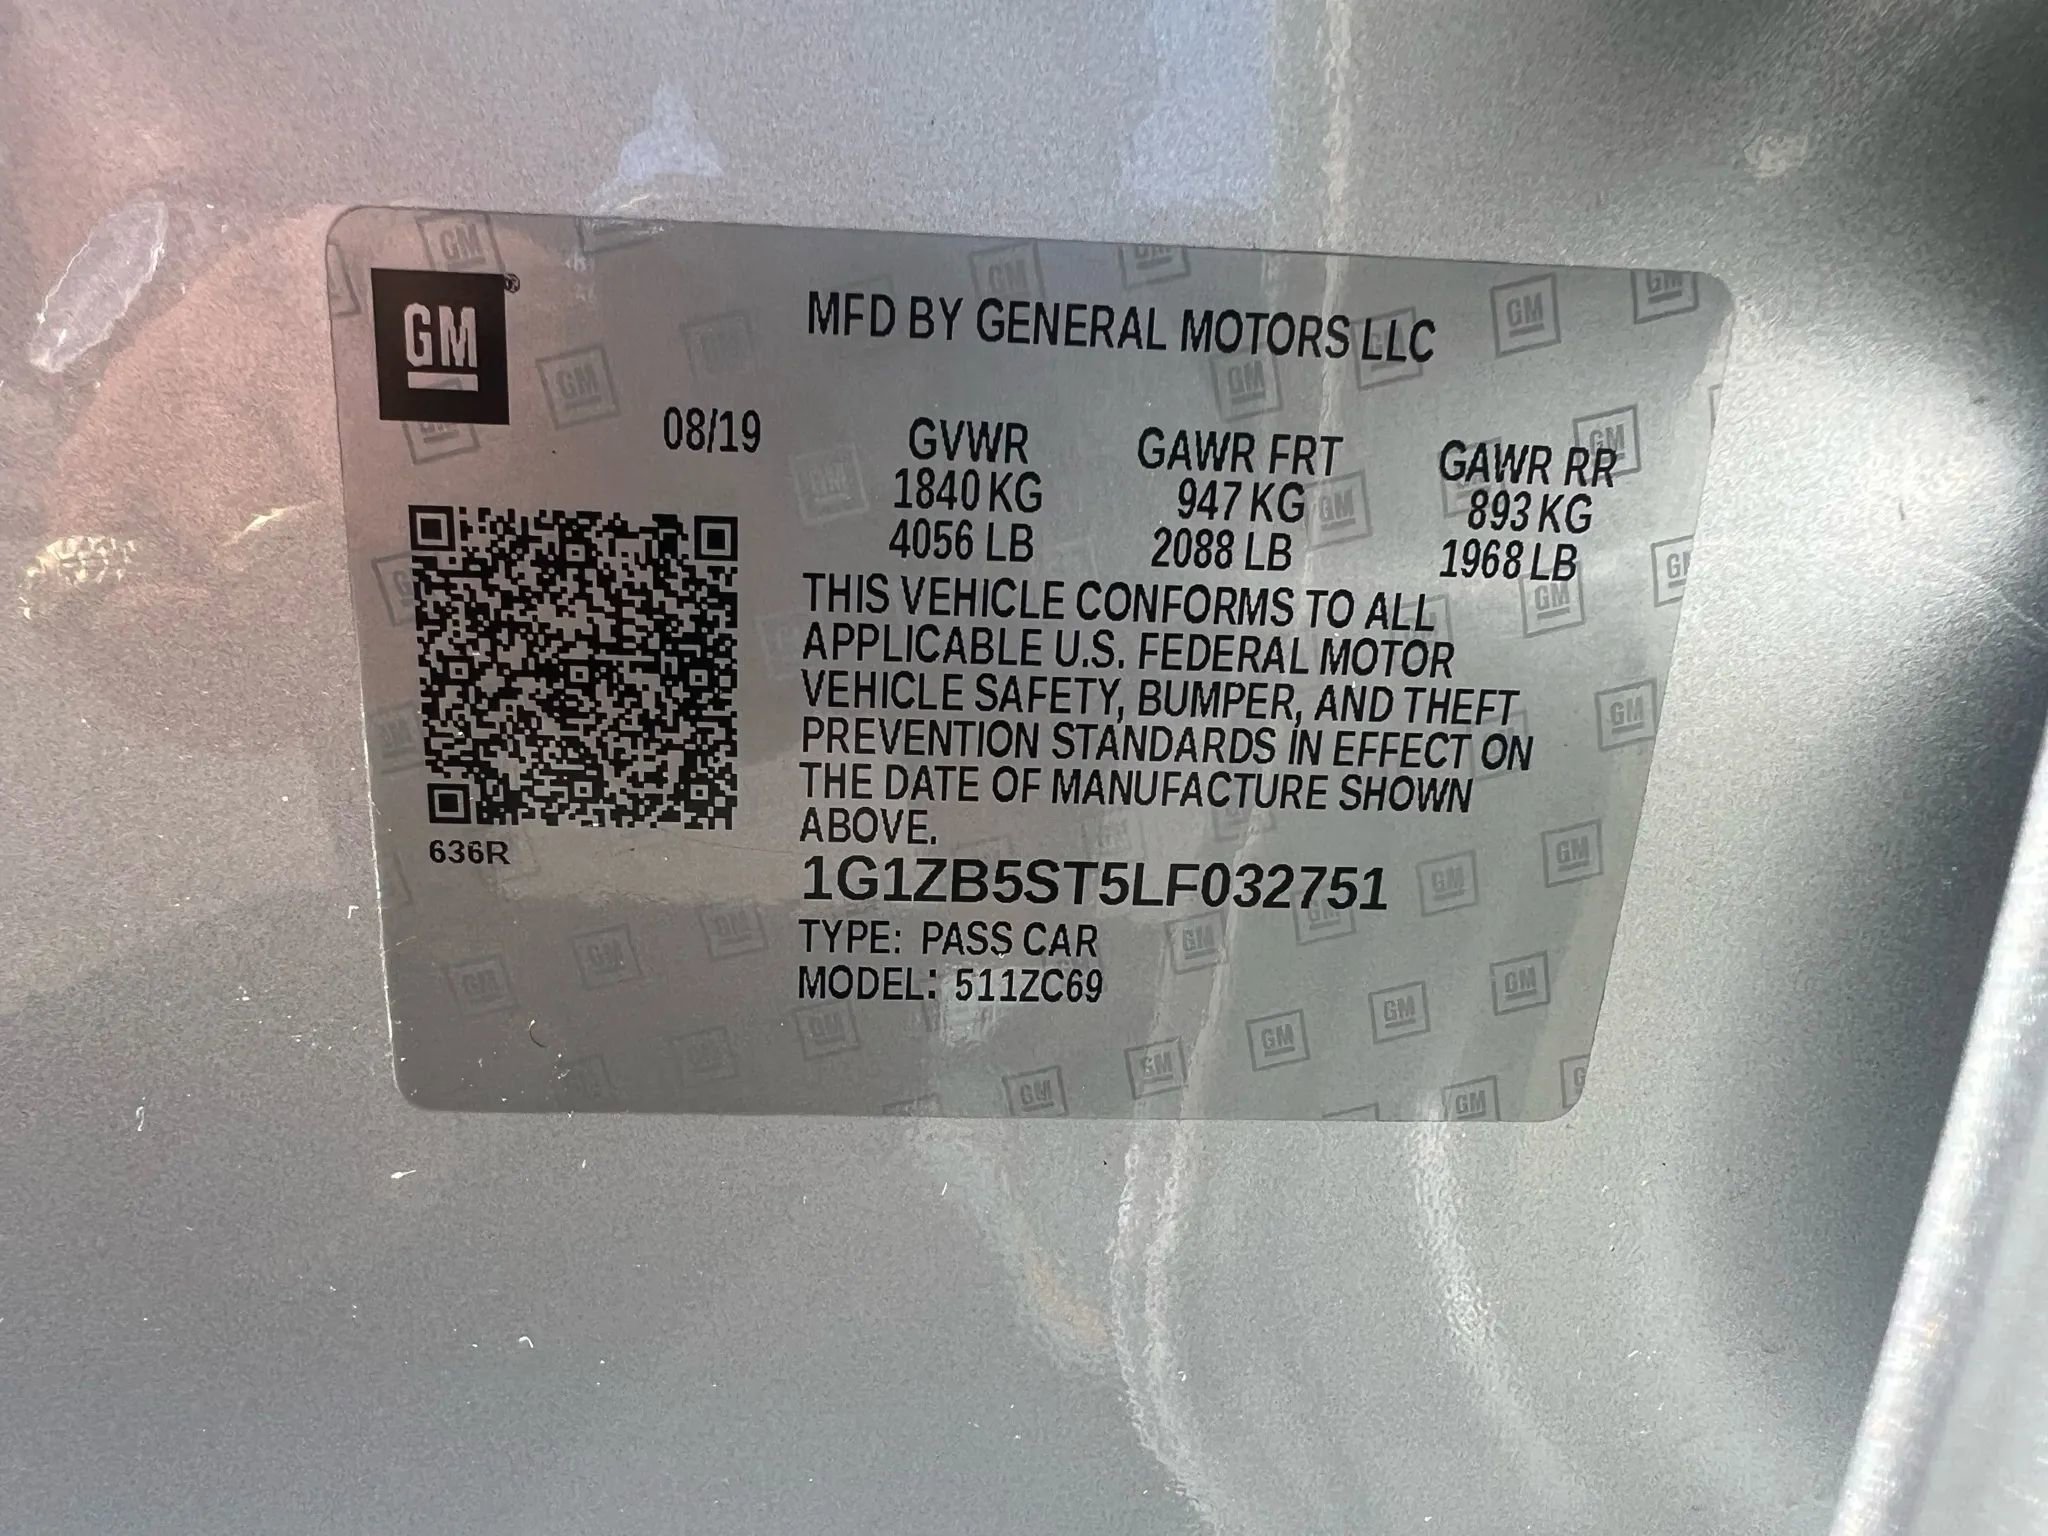 GM
MFD BY GENERAL MOTORS LLC
08/19
GVWR GAWR FRT GAWR RR
1840 KG 947 KG 893 KG
4056 LB 2088 LB 1968 LB
THIS VEHICLE CONFORMS TO ALL
APPLICABLE U.S. FEDERAL MOTOR
VEHICLE SAFETY, BUMPER, AND THEFT
PREVENTION STANDARDS IN EFFECT ON
THE DATE OF MANUFACTURE SHOWN
ABOVE.
636R
1G1ZB5ST5LF032751
TYPE: PASS CAR
MODEL: 511ZC69